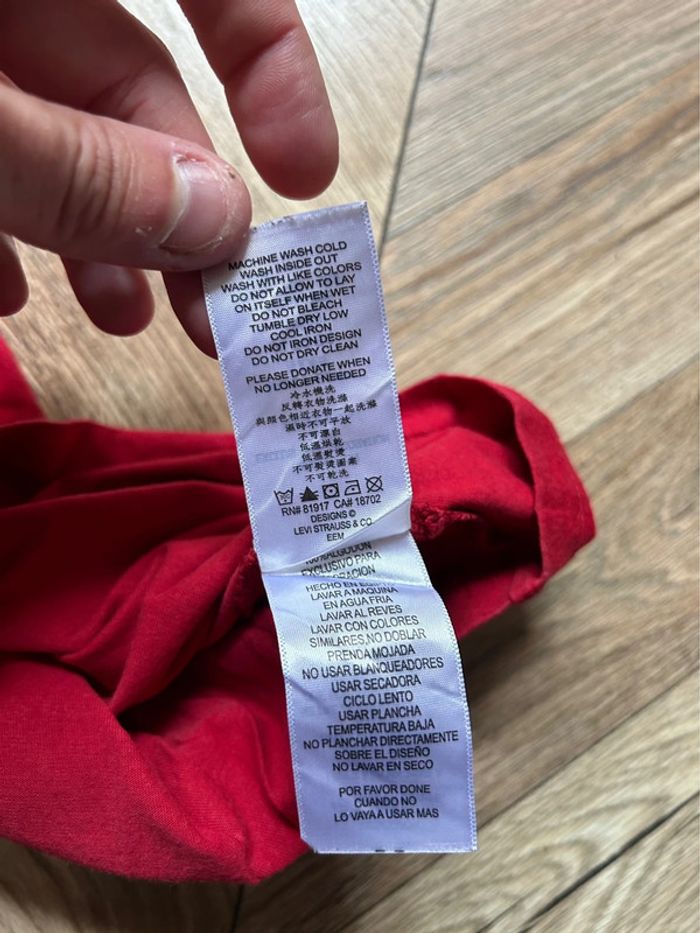 MACHINE WASH COLD
WASH INSIDE OUT
WASH WITH LIKE COLORS
DO NOT ALLOW TO LAY
ON ITSELF WHEN WET
DO NOT BLEACH
TUMBLE DRY LOW
COOL IRON
DO NOT IRON DESIGN
DO NOT DRY CLEAN
PLEASE DONATE WHEN
NO LONGER NEEDED
冷水機洗
反轉衣物洗滌
與顏色相近衣物一起洗滌
濕時不可平放
不可漂白
低溫烘乾
低溫熨燙
不可熨燙圖案
不可乾洗
RN# 81917 CA# 18702
DESIGNS ©
LEVI STRAUSS & CO.
EEM
100% ALGODON
EXCLUSIVO PARA
HECHO EN
LAVAR A MAQUINA
EN AGUA FRIA
LAVAR AL REVES
LAVAR CON COLORES
SIMILARES,NO DOBLAR
PRENDA MOJADA
NO USAR BLANQUEADORES
USAR SECADORA
CICLO LENTO
USAR PLANCHA
TEMPERATURA BAJA
NO PLANCHAR DIRECTAMENTE
SOBRE EL DISEÑO
NO LAVAR EN SECO
POR FAVOR DONE
CUANDO NO
LO VAYA A USAR MAS